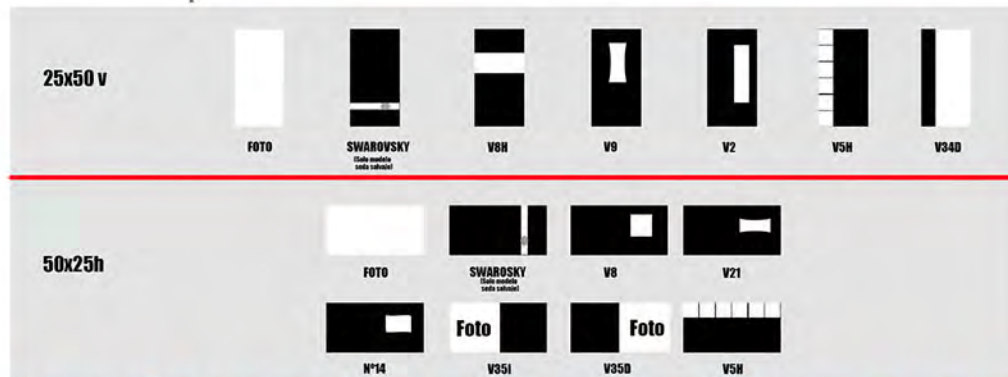 25x50 v
FOTO
SWAROVSKY
(Solo modelo
seda salvaje)
V8H
V9
V2
V5H
V34D
50x25h
FOTO
SWAROSKY
(Solo modelo
seda salvaje)
V8
V21
Nº14
Foto
V35I
Foto
V35D
V5H